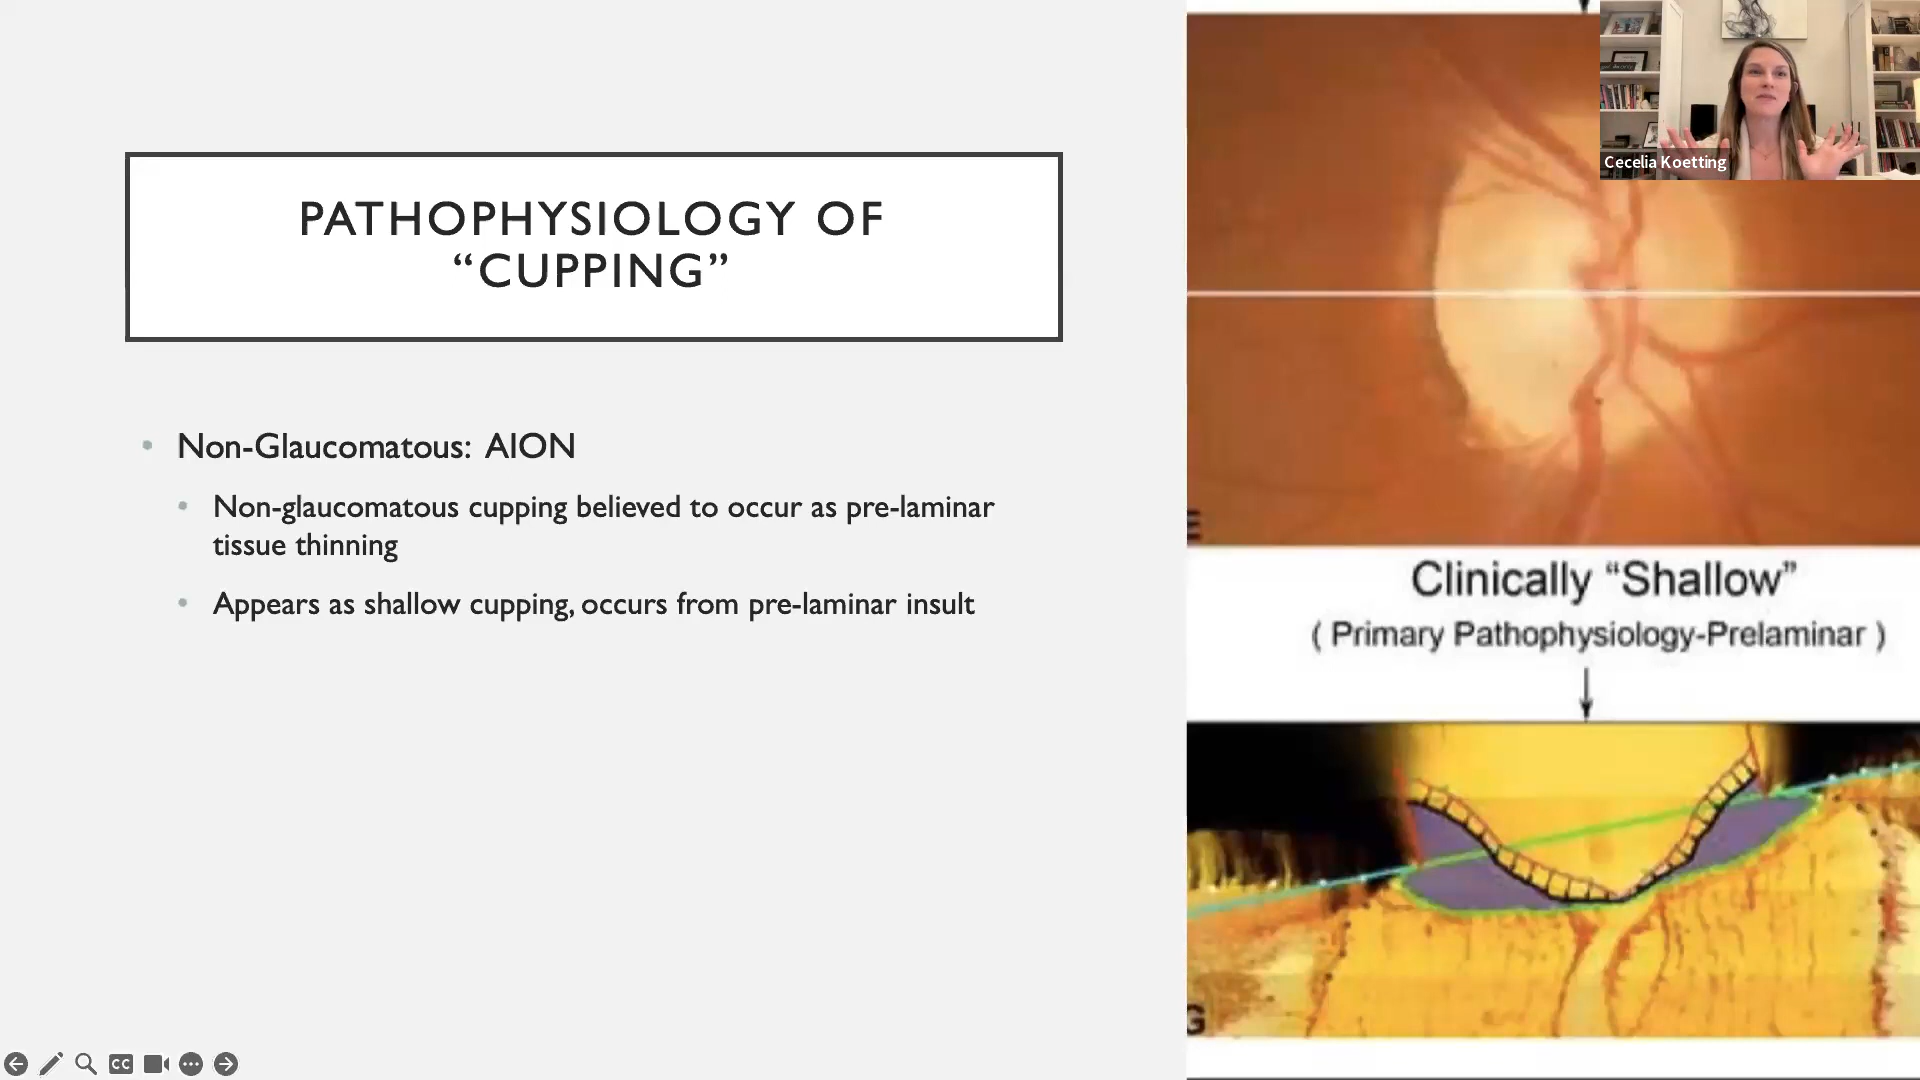 PATHOPHYSIOLOGY OF
“CUPPING”
• Non-Glaucomatous: AION
• Non-glaucomatous cupping believed to occur as pre-laminar
tissue thinning
• Appears as shallow cupping, occurs from pre-laminar insult
Cecelia Koetting
E
Clinically “Shallow”
( Primary Pathophysiology-Prelaminar )
G
CC